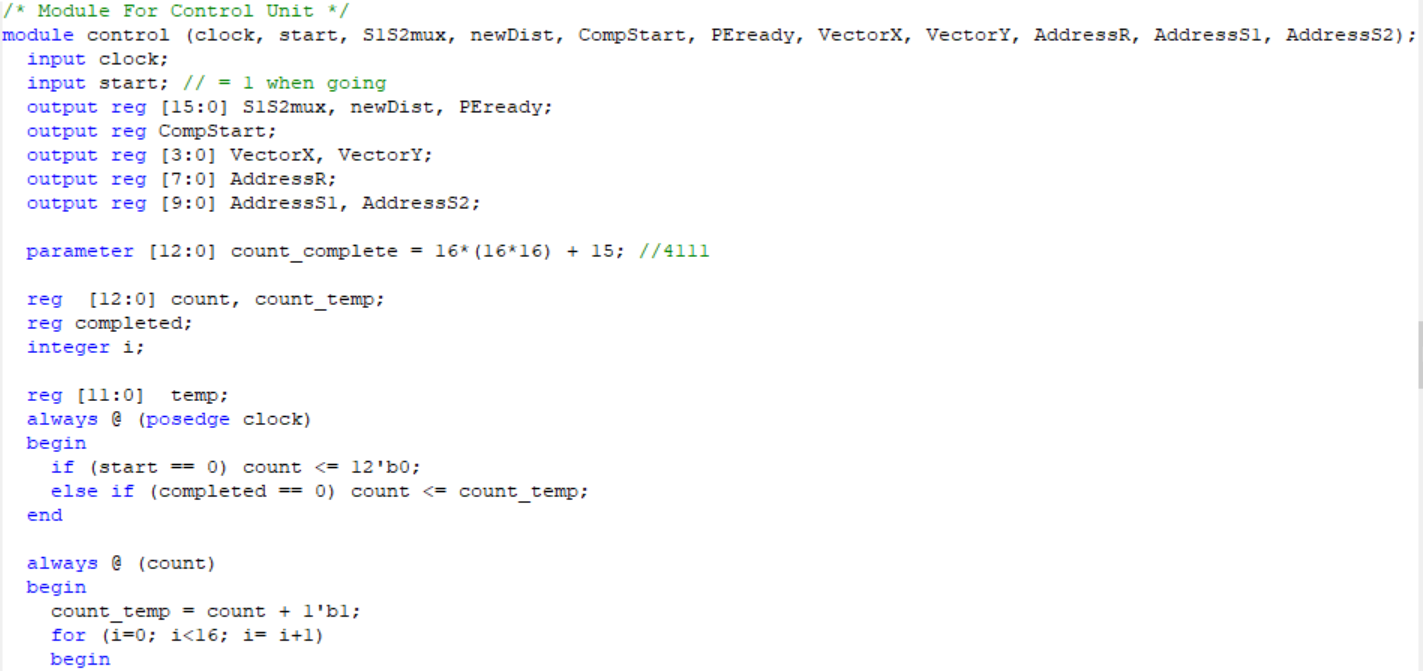 /* Module For Control Unit */
module control (clock, start, S1S2mux, newDist, CompStart, PEready, VectorX, VectorY, AddressR, AddressS1, AddressS2);
input clock;
input start; // = 1 when going
output reg [15:0] S1S2mux, newDist, PEready;
output reg CompStart;
output reg [3:0] VectorX, VectorY;
output reg [7:0] AddressR;
output reg [9:0] AddressS1, AddressS2;
parameter [12:0] count_complete = 16*(16*16) + 15; //4111
reg  [12:0] count, count_temp;
reg completed;
integer i;
reg [11:0]  temp;
always @ (posedge clock)
begin
if (start == 0) count <= 12'b0;
else if (completed == 0) count <= count_temp;
end
always @ (count)
begin
count_temp = count + 1'b1;
for (i=0; i<16; i= i+1)
begin